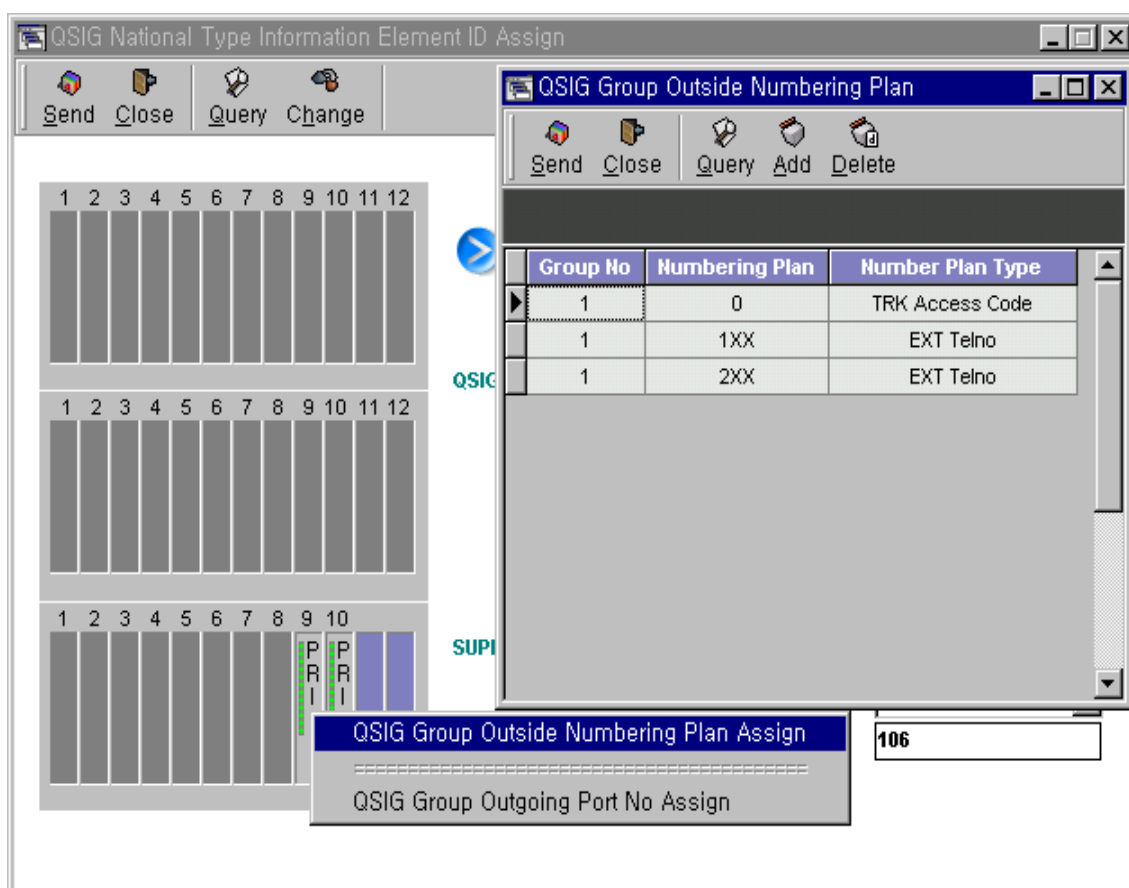 QSIG National Type Information Element ID Assign
Send Close Query Change
1 2 3 4 5 6 7 8 9 10 11 12
QSIG
1 2 3 4 5 6 7 8 9 10 11 12
1 2 3 4 5 6 7 8 9 10
PRI PRI
QSIG Group Outside Numbering Plan
Send Close Query Add Delete
Group No Numbering Plan Number Plan Type
1 0 TRK Access Code
1 1XX EXT Telno
1 2XX EXT Telno
QSIG Group Outside Numbering Plan Assign
QSIG Group Outgoing Port No Assign
106